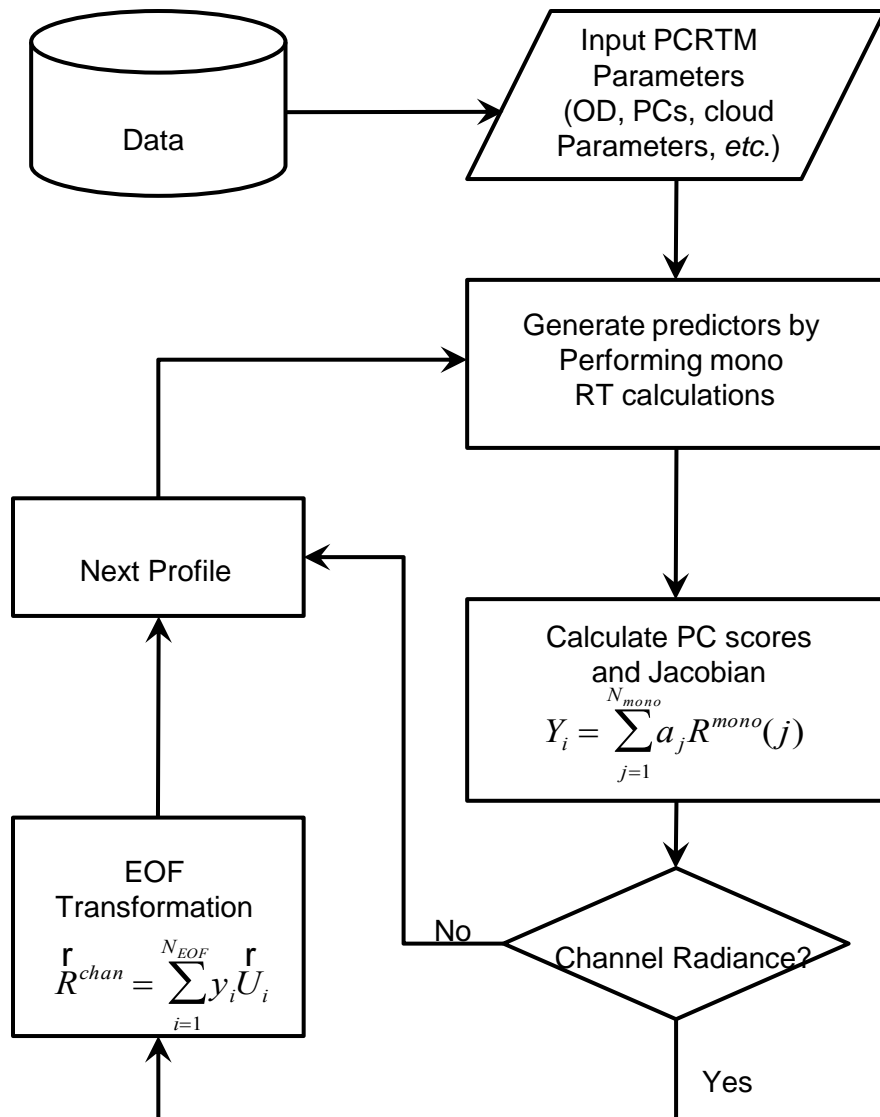 Data
Input PCRTM
Parameters
(OD, PCs, cloud
Parameters, etc.)
Generate predictors by
Performing mono
RT calculations
Next Profile
Calculate PC scores
and Jacobian
Y_i = \sum_{j=1}^{N_{mono}} a_j R^{mono}(j)
EOF
Transformation
r r
R^{chan} = \sum_{i=1}^{N_{EOF}} y_i U_i
No
Channel Radiance?
Yes